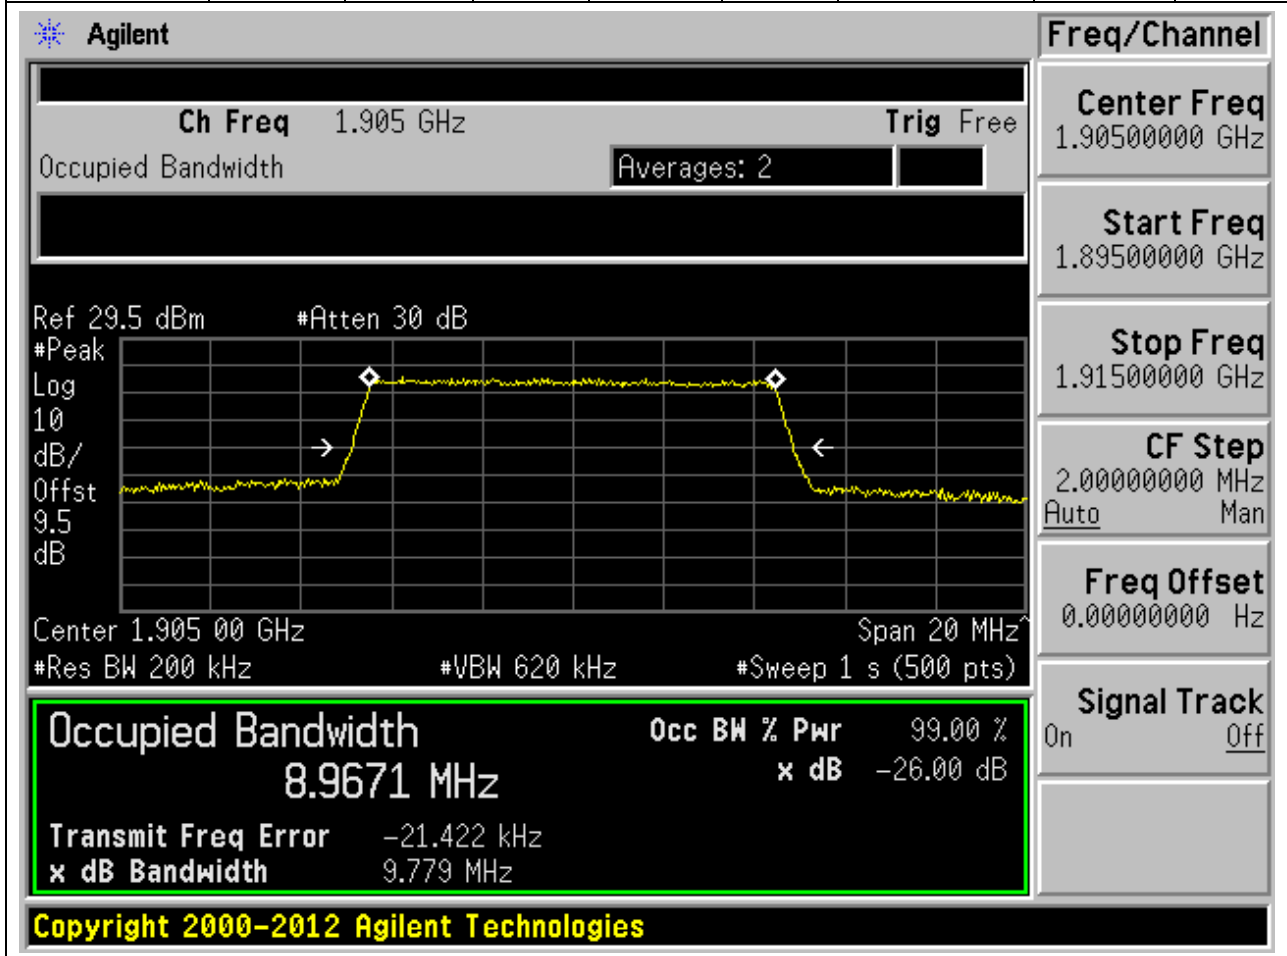 Agilent
Freq/Channel
Ch Freq 1.905 GHz Trig Free
Occupied Bandwidth Averages: 2
Center Freq
1.90500000 GHz
Start Freq
1.89500000 GHz
Stop Freq
1.91500000 GHz
CF Step
2.00000000 MHz
Auto Man
Freq Offset
0.00000000 Hz
Signal Track
On Off
Ref 29.5 dBm #Atten 30 dB
#Peak
Log
10
dB/
Offst
9.5
dB
Center 1.905 00 GHz Span 20 MHz^
#Res BW 200 kHz #VBW 620 kHz #Sweep 1 s (500 pts)
Occupied Bandwidth Occ BW % Pwr 99.00 %
8.9671 MHz x dB -26.00 dB
Transmit Freq Error -21.422 kHz
x dB Bandwidth 9.779 MHz
Copyright 2000-2012 Agilent Technologies